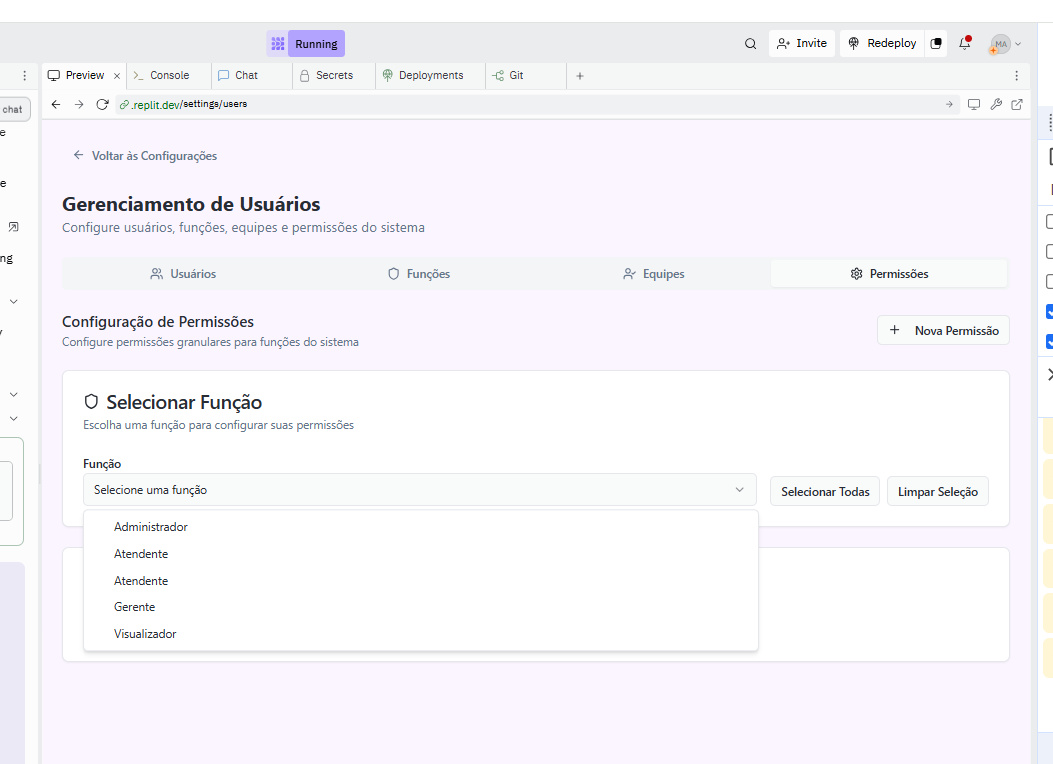 Running
Invite
Redeploy
MA
Preview
Console
Chat
Secrets
Deployments
Git
chat
.replit.dev/settings/users
e
e
ng
Voltar às Configurações
Gerenciamento de Usuários
Configure usuários, funções, equipes e permissões do sistema
Usuários
Funções
Equipes
Permissões
Configuração de Permissões
Configure permissões granulares para funções do sistema
Nova Permissão
Selecionar Função
Escolha uma função para configurar suas permissões
Função
Selecione uma função
Selecionar Todas
Limpar Seleção
Administrador
Atendente
Atendente
Gerente
Visualizador